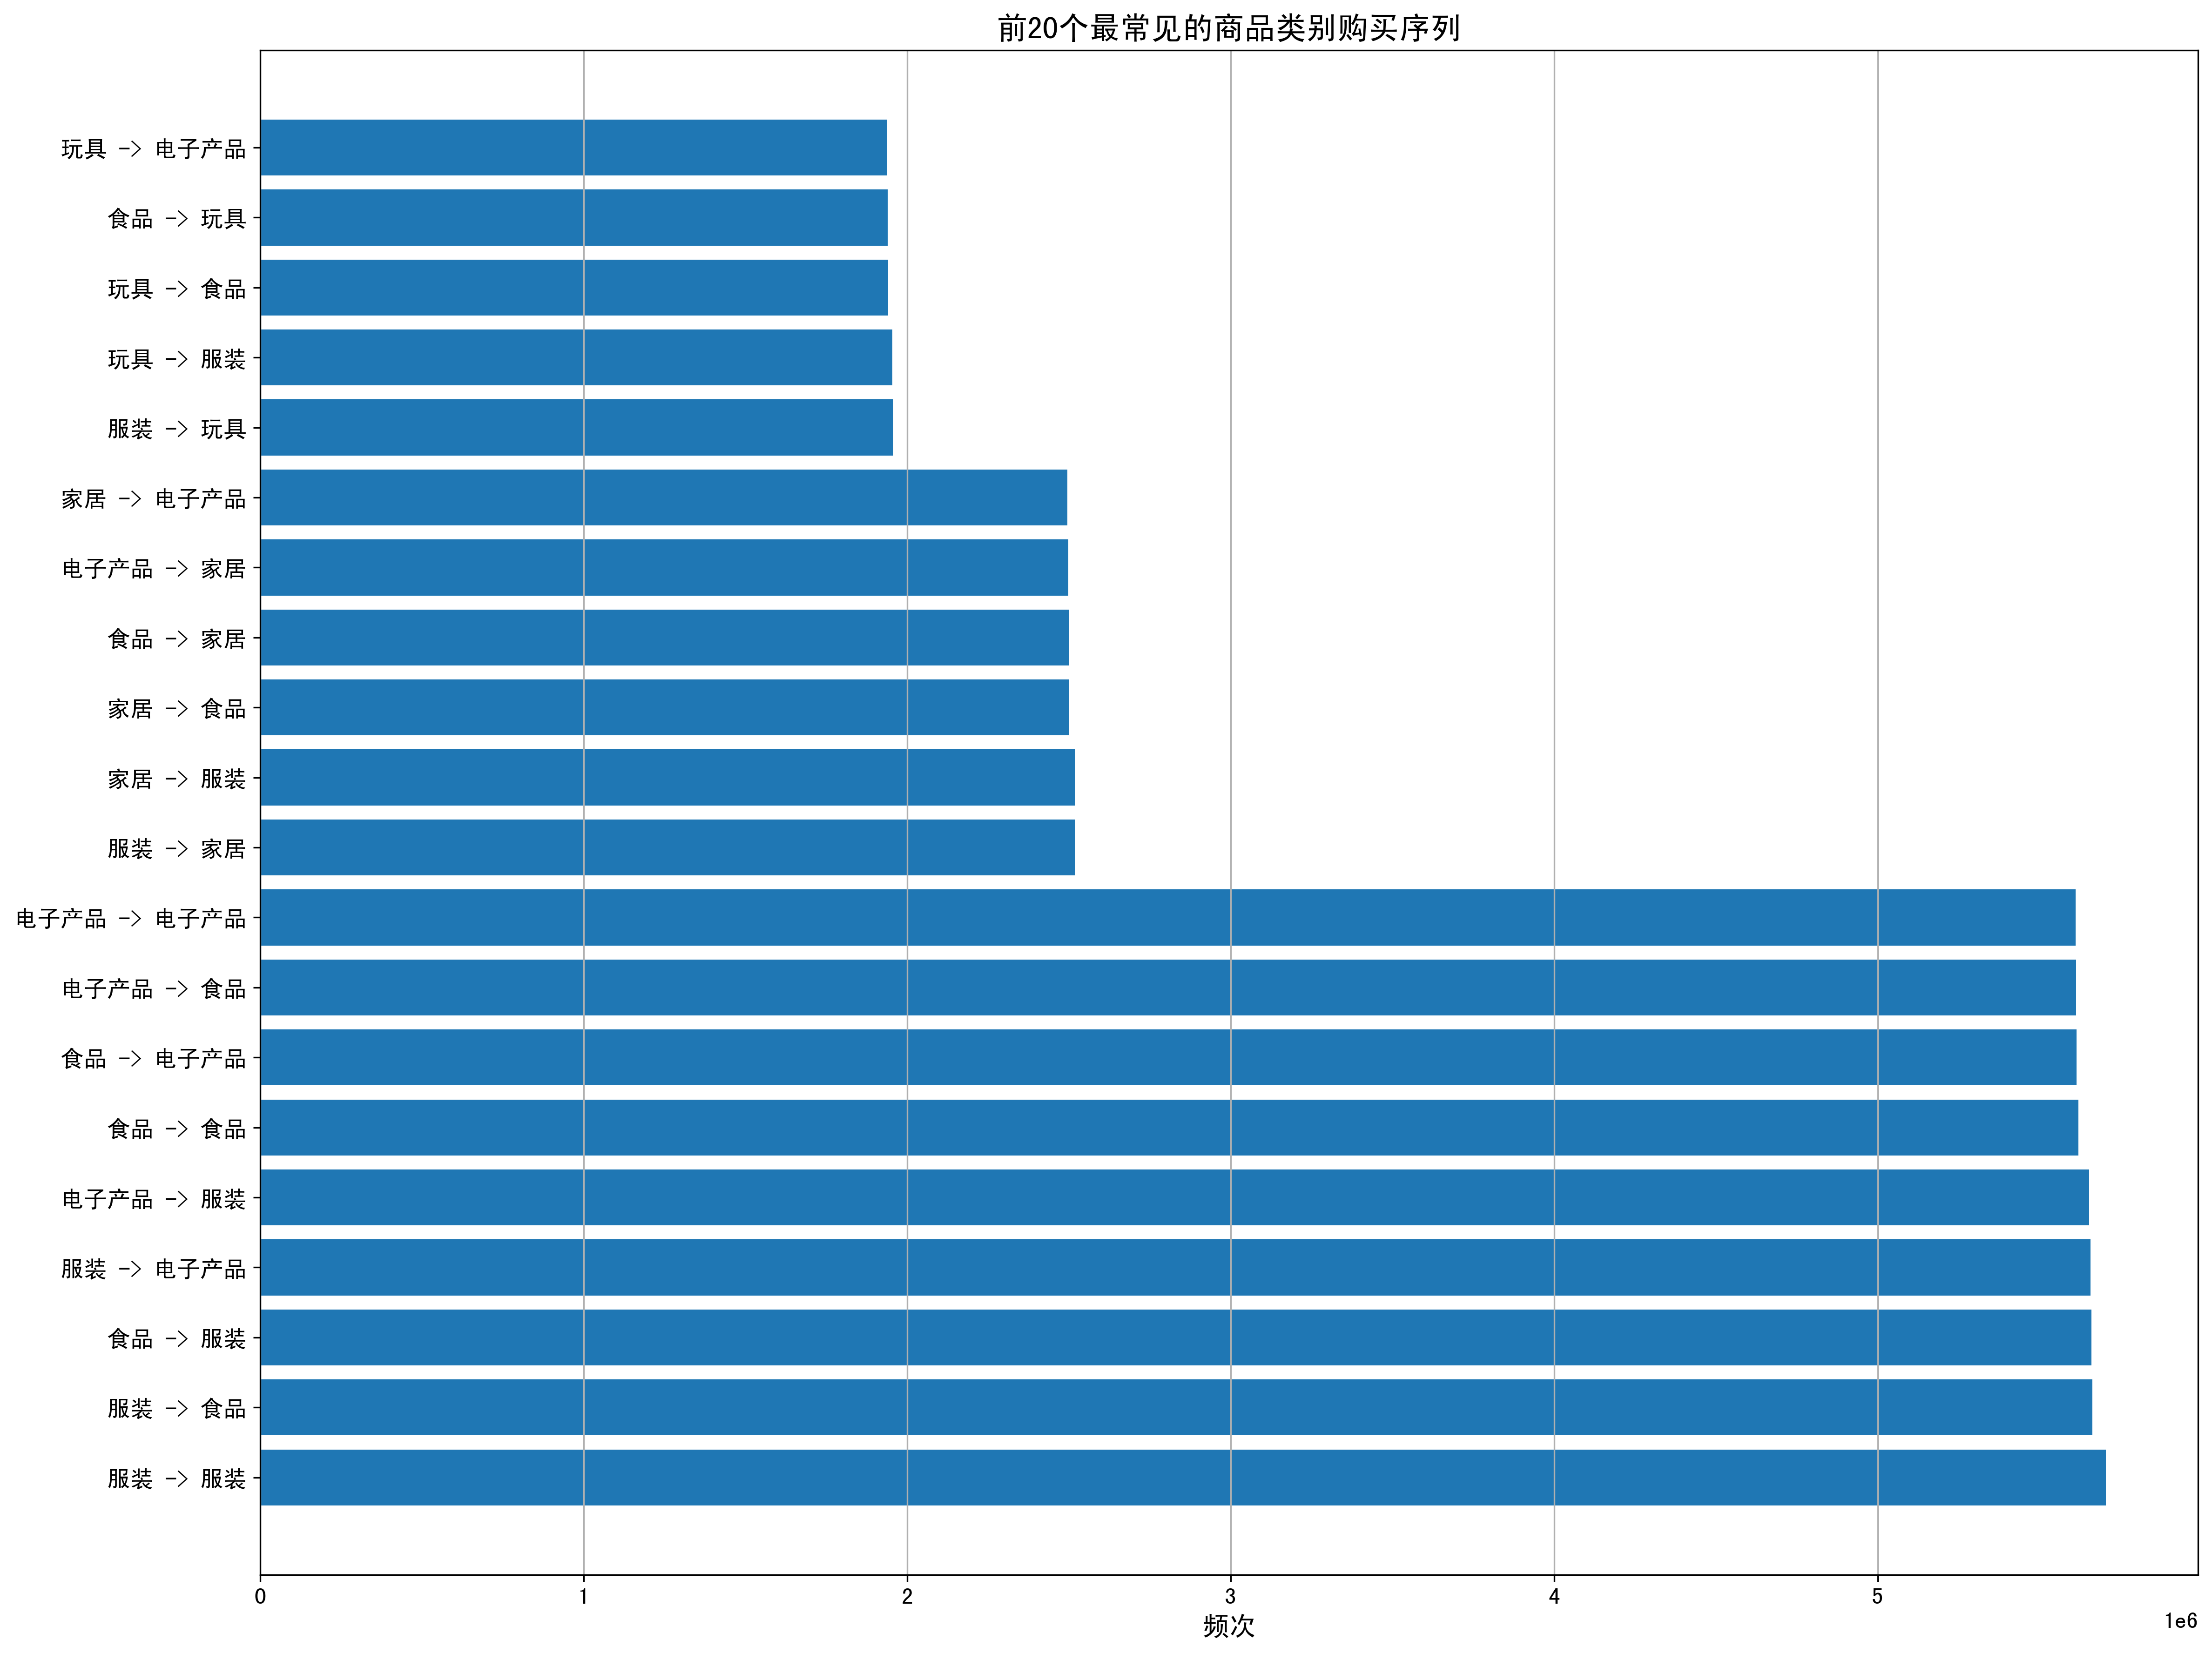 前20个最常见的商品类别购买序列
玩具 -> 电子产品
食品 -> 玩具
玩具 -> 食品
玩具 -> 服装
服装 -> 玩具
家居 -> 电子产品
电子产品 -> 家居
食品 -> 家居
家居 -> 食品
家居 -> 服装
服装 -> 家居
电子产品 -> 电子产品
电子产品 -> 食品
食品 -> 电子产品
食品 -> 食品
电子产品 -> 服装
服装 -> 电子产品
食品 -> 服装
服装 -> 食品
服装 -> 服装
0 1 2 3 4 5
1e6
频次